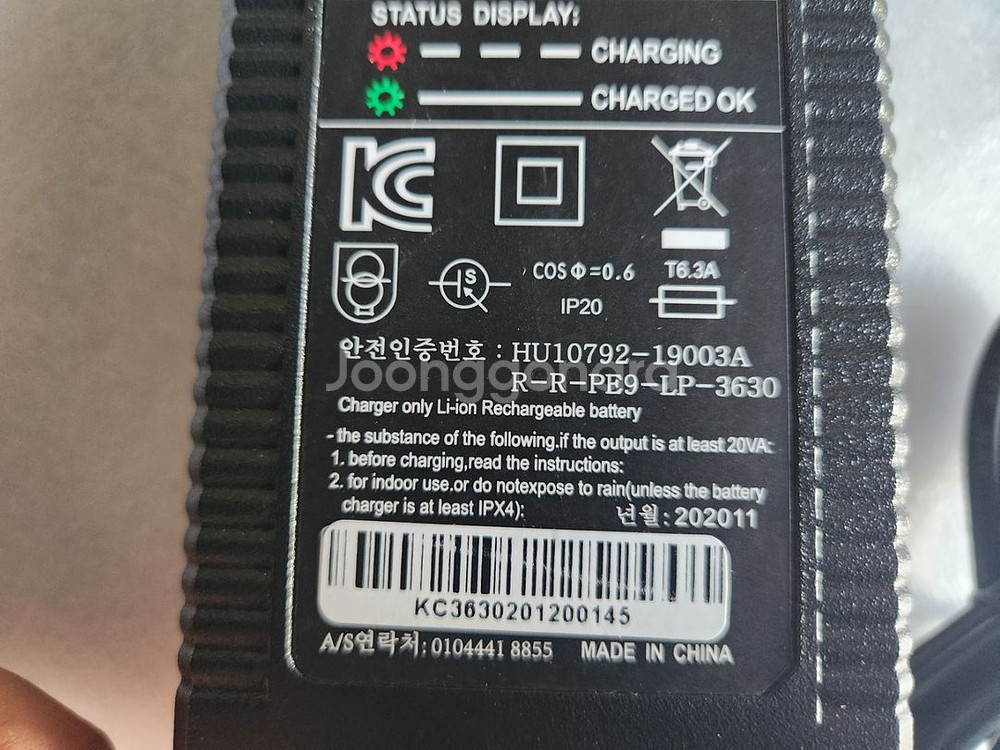 STATUS DISPLAY:
CHARGING
CHARGED OK
KC
S
COS Φ=0.6
T6.3A
IP20
안전인증번호 : HU10792-19003A
R-R-PE9-LP-3630
Joonggonara
Charger only Li-ion Rechargeable battery
- the substance of the following.if the output is at least 20VA:
1. before charging,read the instructions:
2. for indoor use.or do notexpose to rain(unless the battery
charger is at least IPX4):
년월: 202011
KC3630201200145
A/S연락처: 0104441 8855 MADE IN CHINA